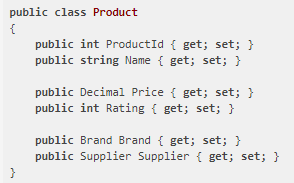 public class Product
{
    public int ProductId { get; set; }
    public string Name { get; set; }

    public Decimal Price { get; set; }
    public int Rating { get; set; }

    public Brand Brand { get; set; }
    public Supplier Supplier { get; set; }
}